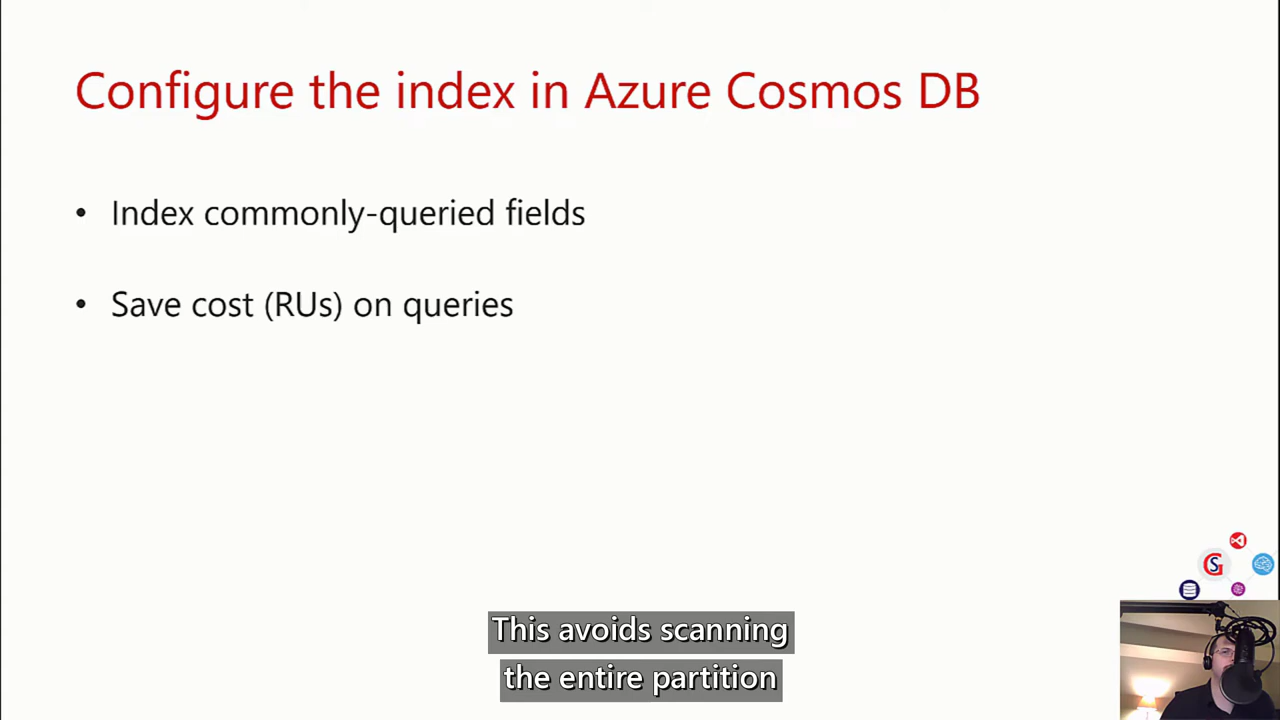 Configure the index in Azure Cosmos DB
• Index commonly-queried fields
• Save cost (RUs) on queries
SG
This avoids scanning
the entire partition